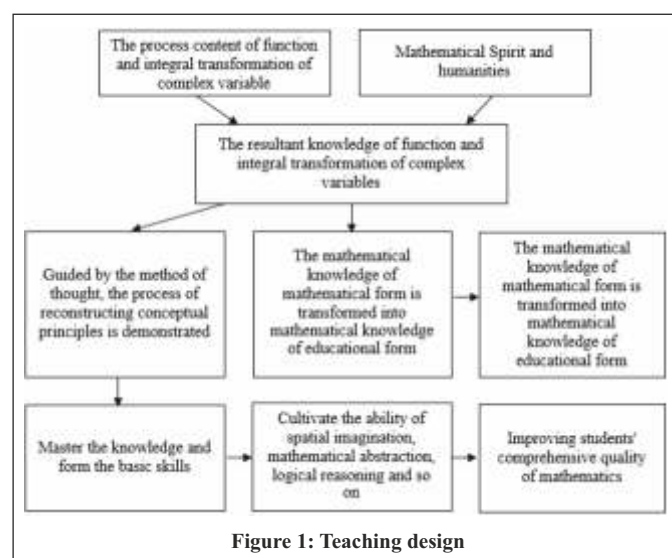 The process content of function
and integral transformation of
complex variable
Mathematical Spirit and
humanities
The resultant knowledge of function and
integral transformation of complex
variables
Guided by the method of
thought, the process of
reconstructing conceptual
principles is demonstrated
The mathematical
knowledge of
mathematical form is
transformed into
mathematical knowledge
of educational form
The mathematical
knowledge of
mathematical form is
transformed into
mathematical
knowledge of
educational form
Master the knowledge and
form the basic skills
Cultivate the ability of
spatial imagination,
mathematical abstraction,
logical reasoning and so
on
Improving students'
comprehensive quality
of mathematics
Figure 1: Teaching design